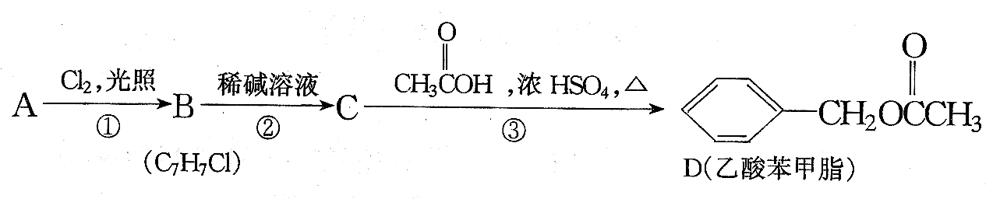 O
O
A Cl₂,光照 B 稀碱溶液 C CH₃COH ,浓 HSO₄,△ CH₂OCCH₃
① ② ③
(C₇H₇Cl)
D(乙酸苯甲脂)